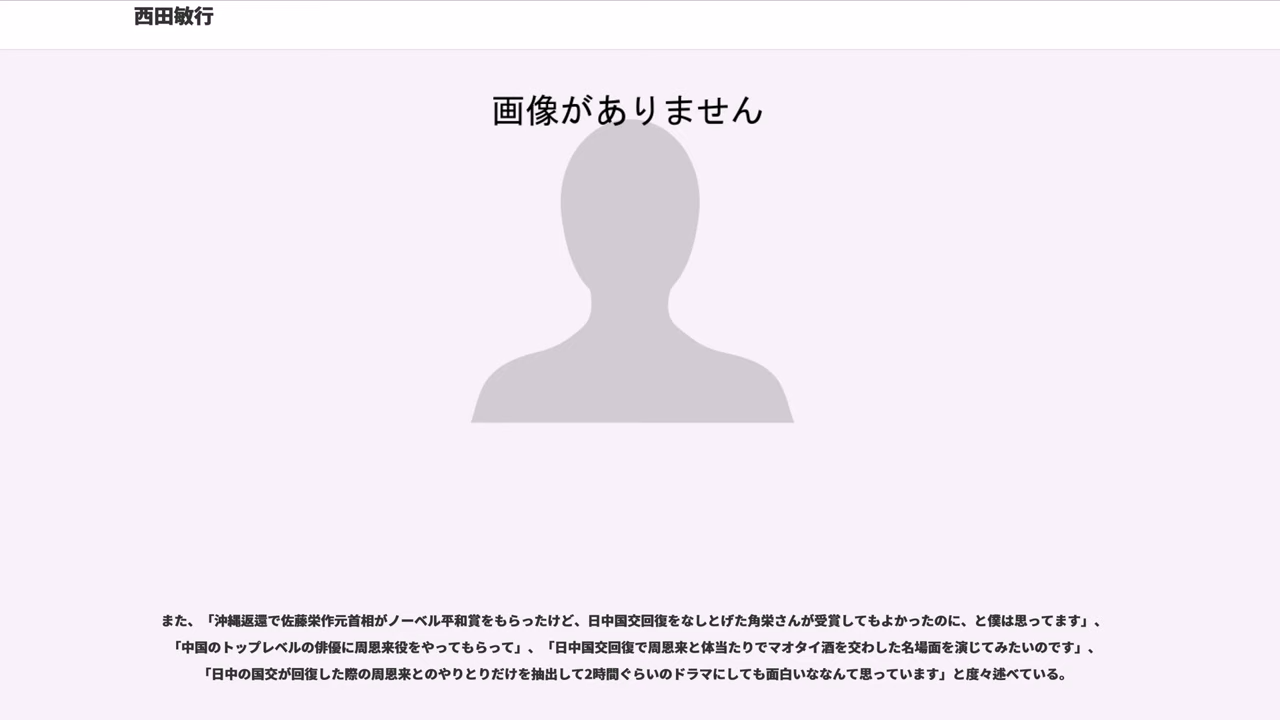 西田敏行
画像がありません
また、「沖縄返還で佐藤栄作元首相がノーベル平和賞をもらったけど、日中国交回復をなしとげた角栄さんが受賞してもよかったのに、と僕は思ってます」、
「中国のトップレベルの俳優に周恩来役をやってもらって」、「日中国交回復で周恩来と体当たりでマオタイ酒を交わした名場面を演じてみたいのです」、
「日中の国交が回復した際の周恩来とのやりとりだけを抽出して2時間ぐらいのドラマにしても面白いななんて思っています」と度々述べている。